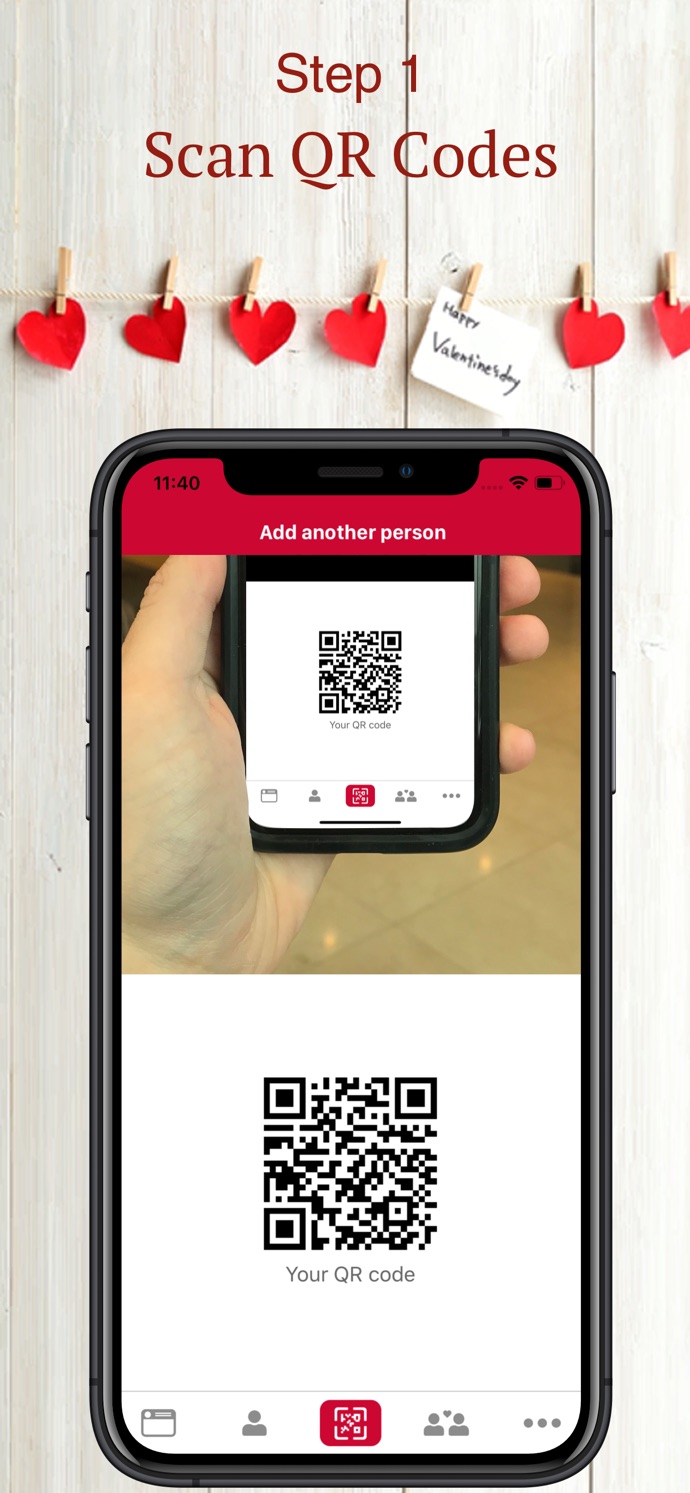 Step 1
Scan QR Codes
Happy
Valentinesday
11:40
Add another person
Your QR code
Your QR code